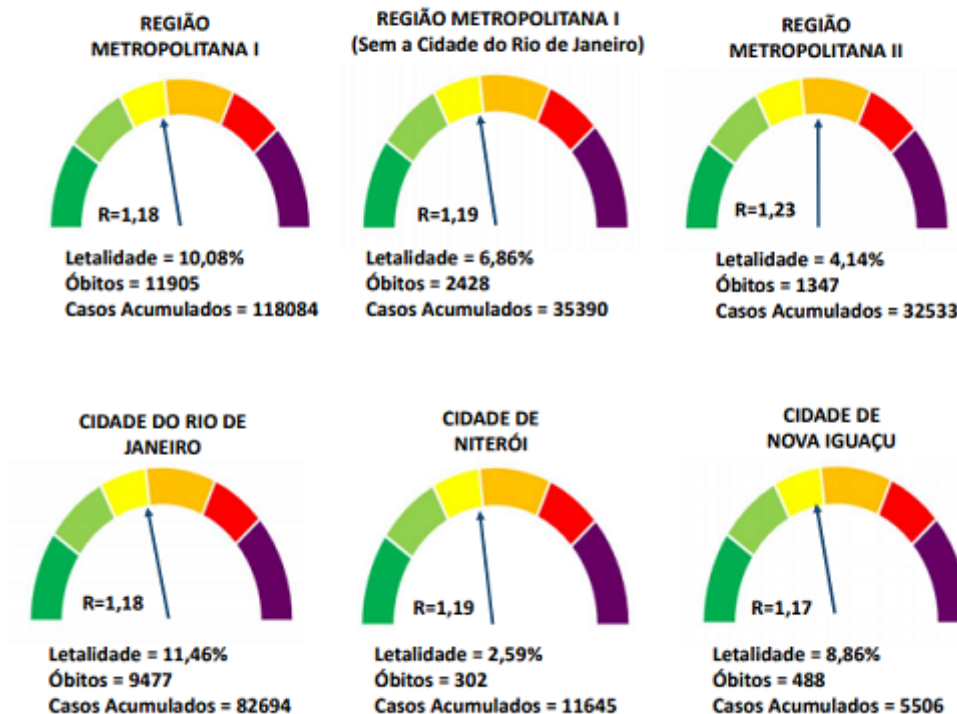 REGIÃO
METROPOLITANA I
R=1,18
Letalidade = 10,08%
Óbitos = 11905
Casos Acumulados = 118084
REGIÃO METROPOLITANA I
(Sem a Cidade do Rio de Janeiro)
R=1,19
Letalidade = 6,86%
Óbitos = 2428
Casos Acumulados = 35390
REGIÃO
METROPOLITANA II
R=1,23
Letalidade = 4,14%
Óbitos = 1347
Casos Acumulados = 32533
CIDADE DO RIO DE
JANEIRO
R=1,18
Letalidade = 11,46%
Óbitos = 9477
Casos Acumulados = 82694
CIDADE DE
NITERÓI
R=1,19
Letalidade = 2,59%
Óbitos = 302
Casos Acumulados = 11645
CIDADE DE
NOVA IGUAÇU
R=1,17
Letalidade = 8,86%
Óbitos = 488
Casos Acumulados = 5506